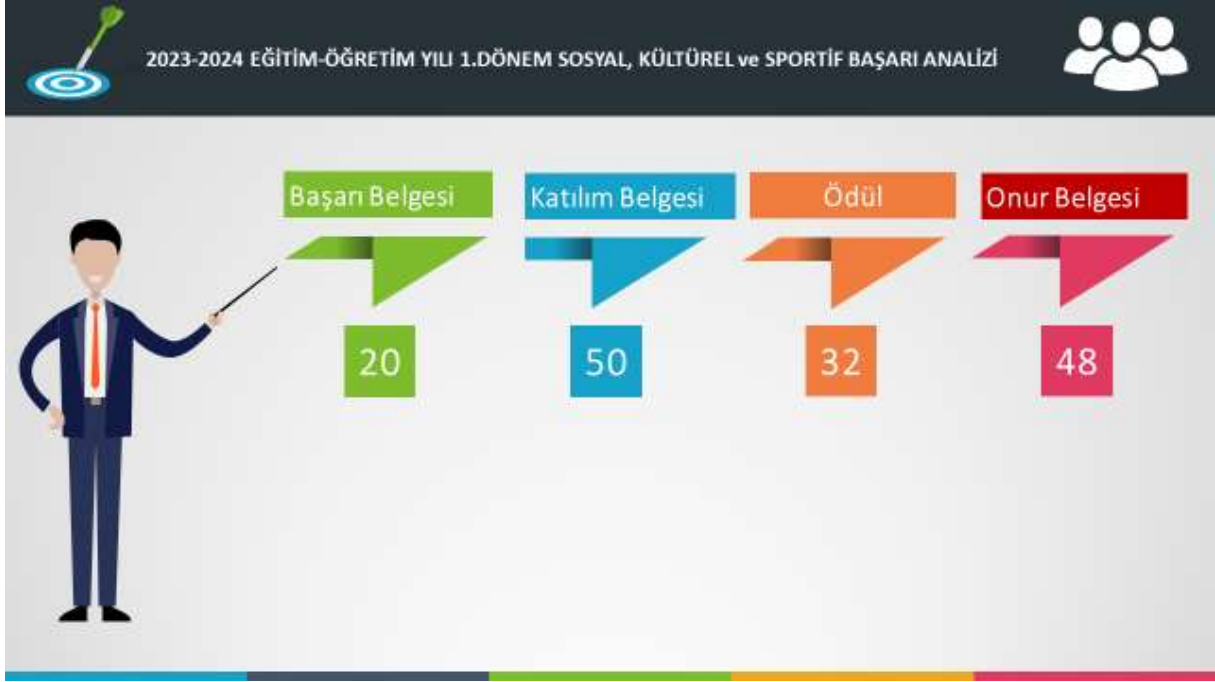 2023-2024 EĞİTİM-ÖĞRETİM YILI 1.DÖNEM SOSYAL, KÜLTÜREL ve SPORTİF BAŞARI ANALİZİ
Başarı Belgesi
Katılım Belgesi
Ödül
Onur Belgesi
20
50
32
48